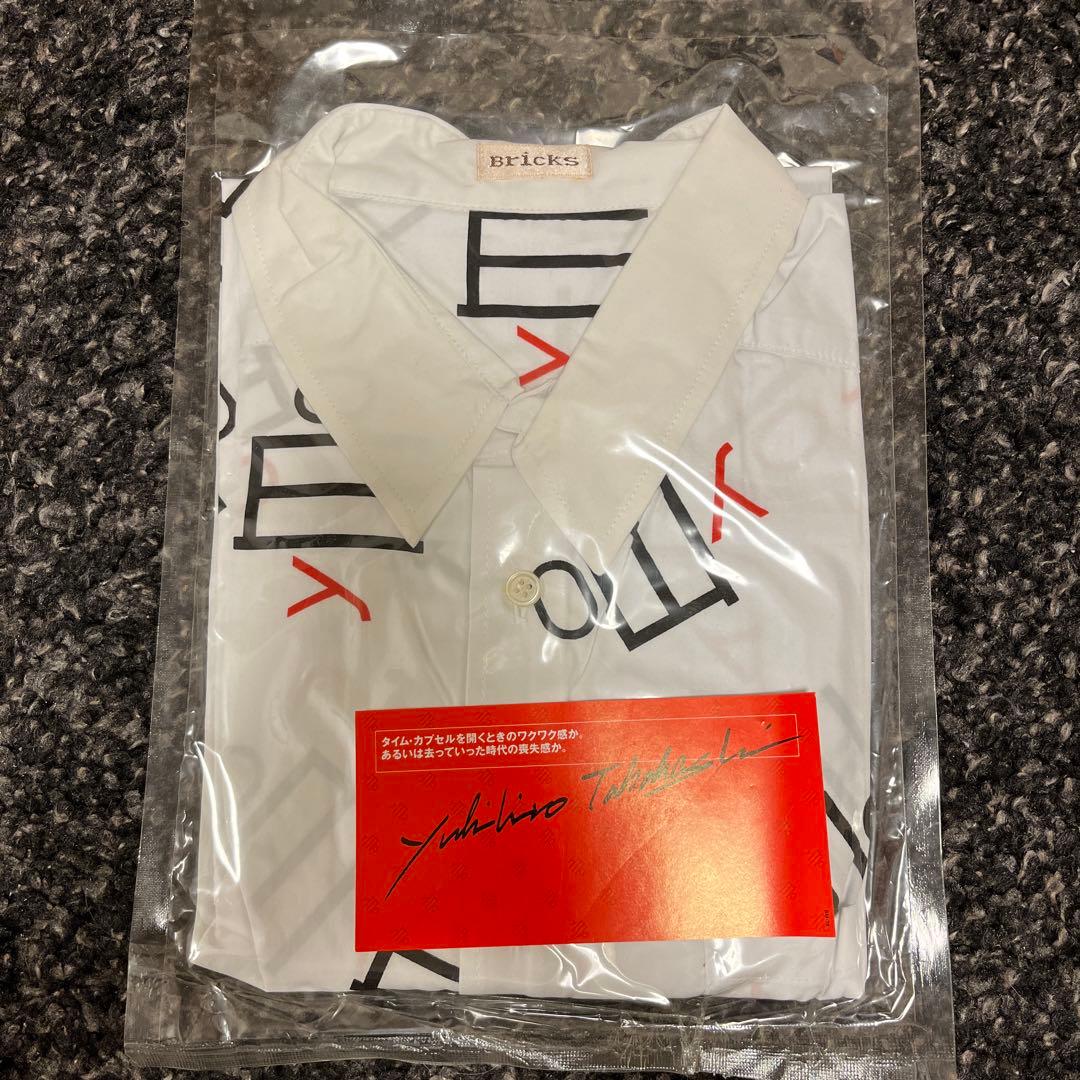 Bricks
E
y
E
y
y
o
E
タイム・カプセルを開くときのワクワク感か。
あるいは去っていった時代の喪失感か。
Yukihiro Takahashi